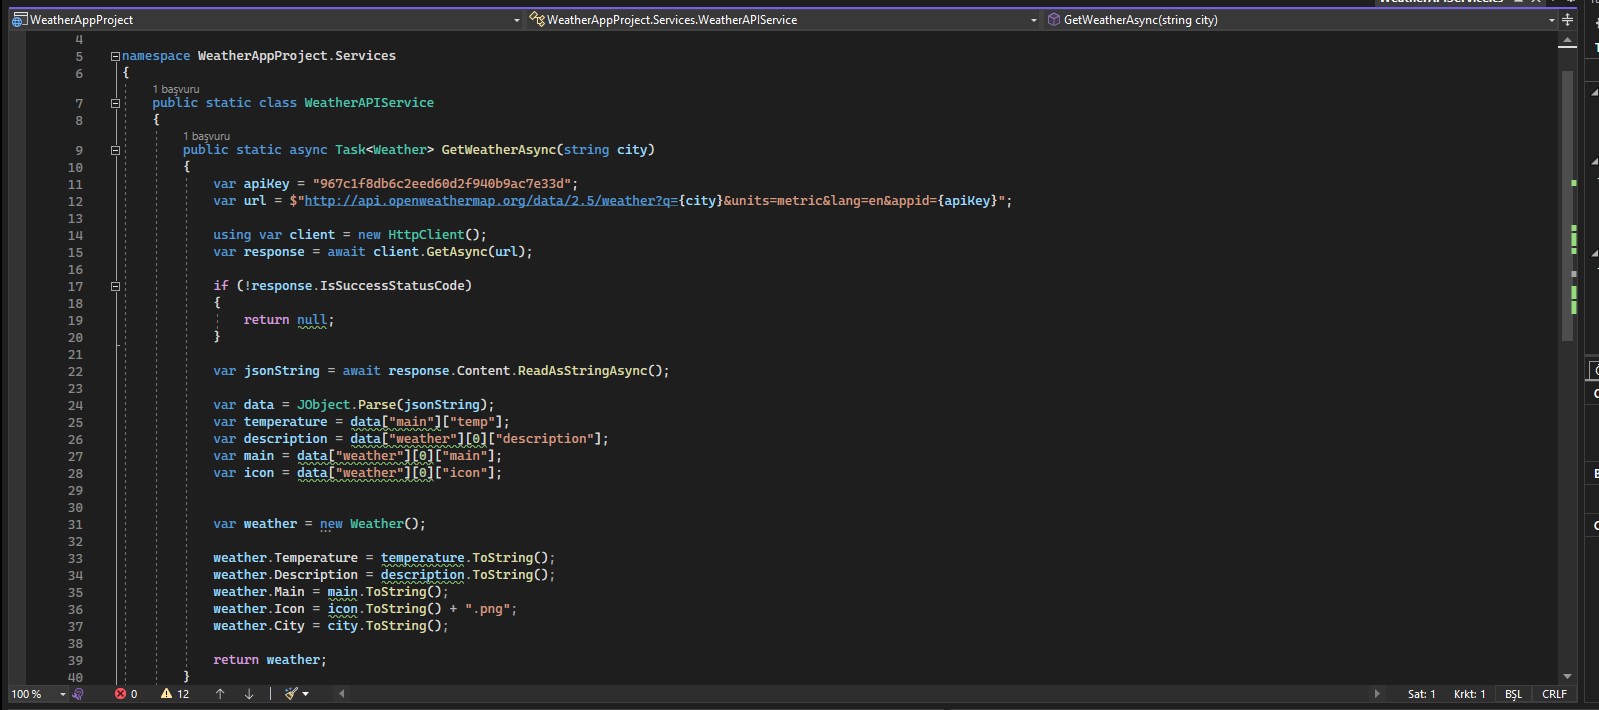 WeatherAppProject WeatherAppProject.Services.WeatherAPIService GetWeatherAsync(string city)
4
5 namespace WeatherAppProject.Services
6 {
1 başvuru
7 public static class WeatherAPIService
8 {
1 başvuru
9 public static async Task<Weather> GetWeatherAsync(string city)
10 {
11 var apiKey = "967c1f8db6c2eed60d2f940b9ac7e33d";
12 var url = $"http://api.openweathermap.org/data/2.5/weather?q={city}&units=metric&lang=en&appid={apiKey}";
13
14 using var client = new HttpClient();
15 var response = await client.GetAsync(url);
16
17 if (!response.IsSuccessStatusCode)
18 {
19 return null;
20 }
21
22 var jsonString = await response.Content.ReadAsStringAsync();
23
24 var data = JObject.Parse(jsonString);
25 var temperature = data["main"]["temp"];
26 var description = data["weather"][0]["description"];
27 var main = data["weather"][0]["main"];
28 var icon = data["weather"][0]["icon"];
29
30
31 var weather = new Weather();
32
33 weather.Temperature = temperature.ToString();
34 weather.Description = description.ToString();
35 weather.Main = main.ToString();
36 weather.Icon = icon.ToString() + ".png";
37 weather.City = city.ToString();
38
39 return weather;
40 }
100 % 0 12 Sat: 1 Krkt: 1 BŞL CRLF